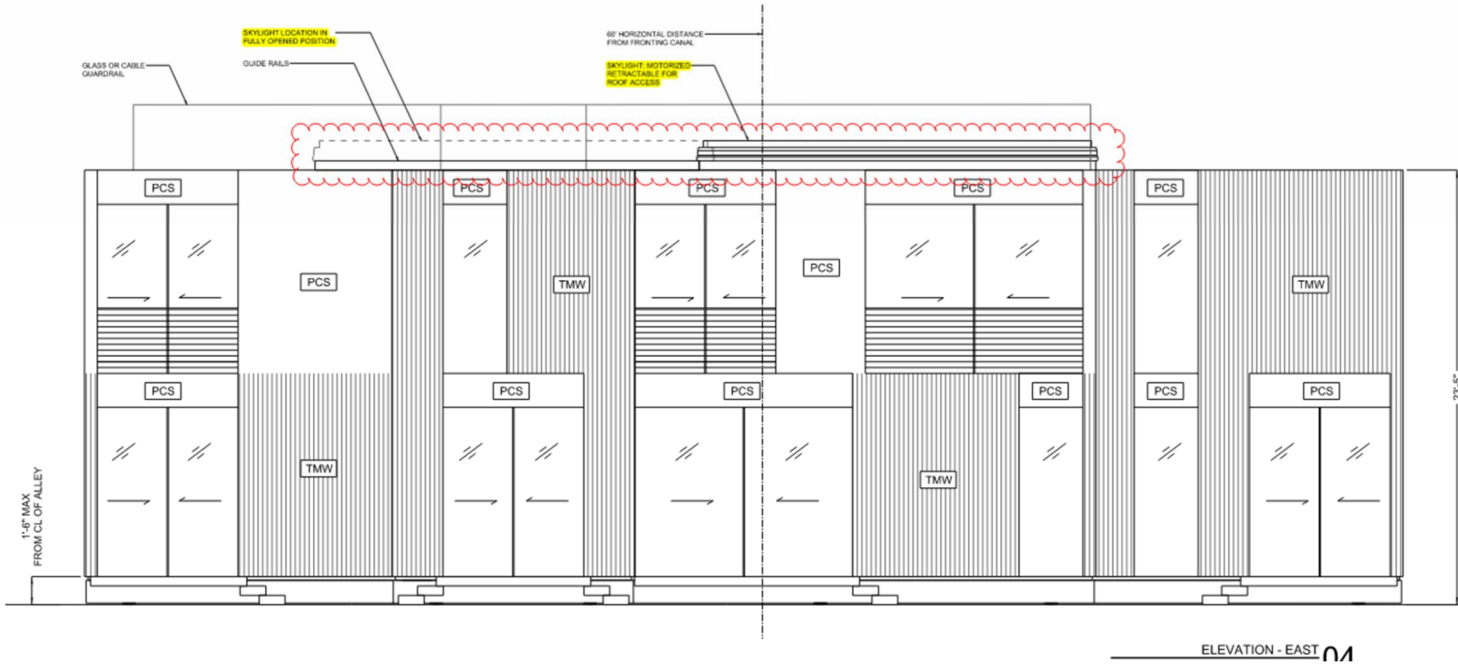 SKYLIGHT LOCATION IN
FULLY OPENED POSITION
60' HORIZONTAL DISTANCE
FROM FRONTING CANAL
GLASS OR CABLE
GUARDRAIL
GUIDE RAILS
SKYLIGHT: MOTORIZED
RETRACTABLE FOR
ROOF ACCESS
PCS
PCS
PCS
PCS
PCS
PCS
PCS
TMW
TMW
PCS
PCS
PCS
PCS
PCS
PCS
TMW
TMW
1'-6" MAX
FROM CL OF ALLEY
ELEVATION - EAST 04